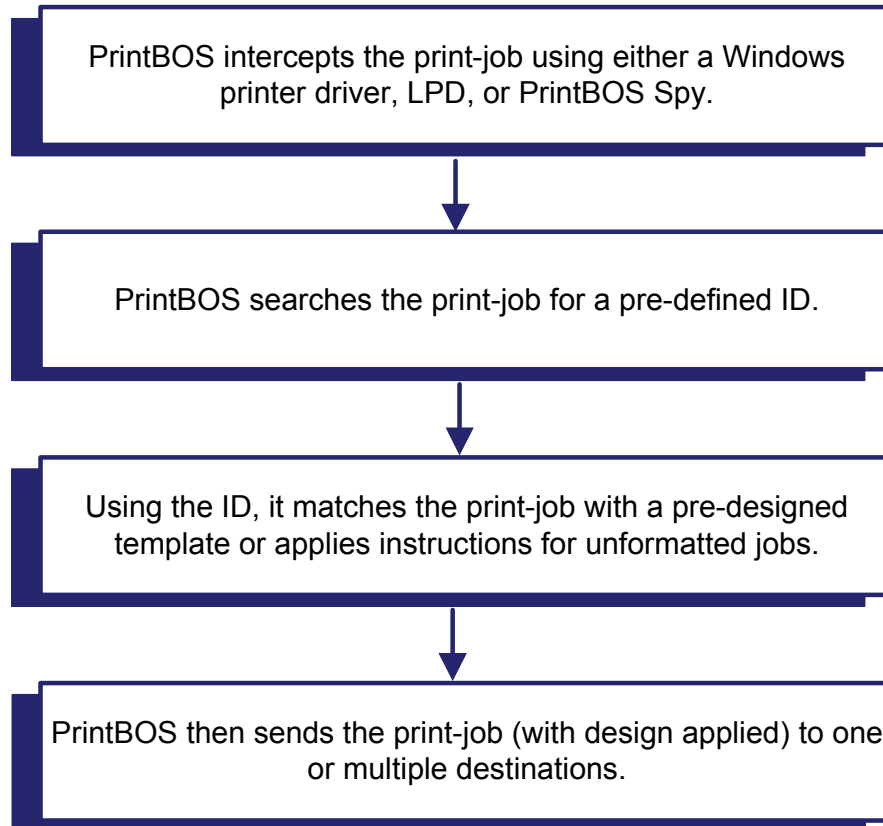 PrintBOS intercepts the print-job using either a Windows
printer driver, LPD, or PrintBOS Spy.
PrintBOS searches the print-job for a pre-defined ID.
Using the ID, it matches the print-job with a pre-designed
template or applies instructions for unformatted jobs.
PrintBOS then sends the print-job (with design applied) to one
or multiple destinations.